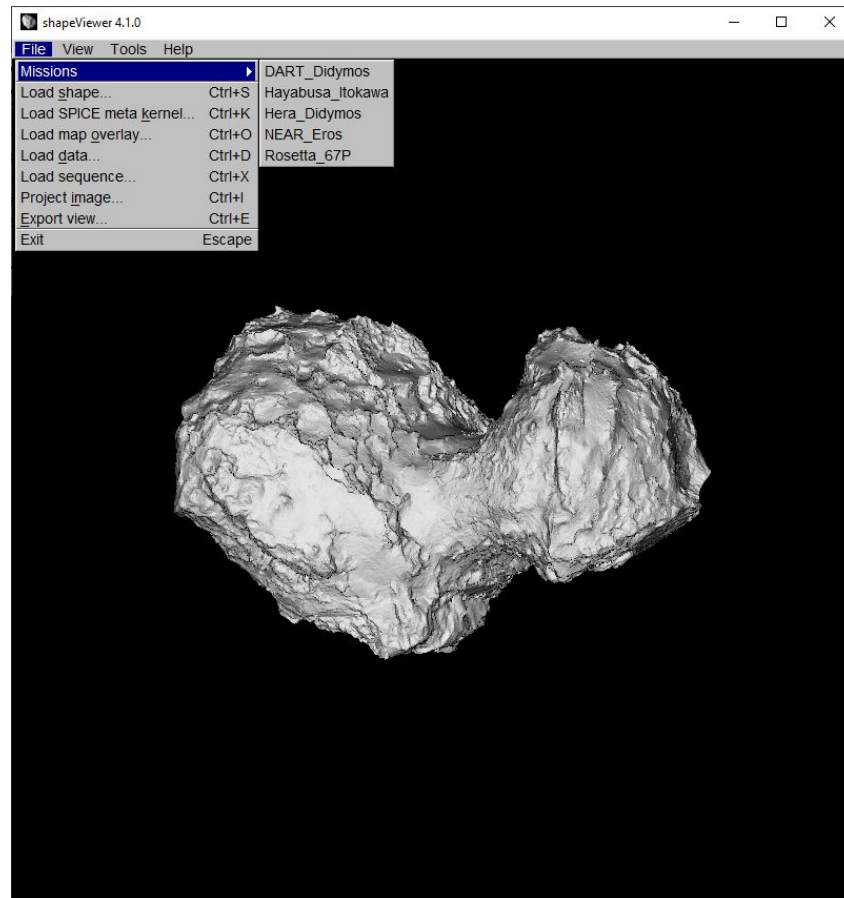 shapeViewer 4.1.0
File View Tools Help
Missions
Load shape... Ctrl+S
Load SPICE meta kernel... Ctrl+K
Load map overlay... Ctrl+O
Load data... Ctrl+D
Load sequence... Ctrl+X
Project image... Ctrl+I
Export view... Ctrl+E
Exit Escape
DART_Didymos
Hayabusa_Itokawa
Hera_Didymos
NEAR_Eros
Rosetta_67P